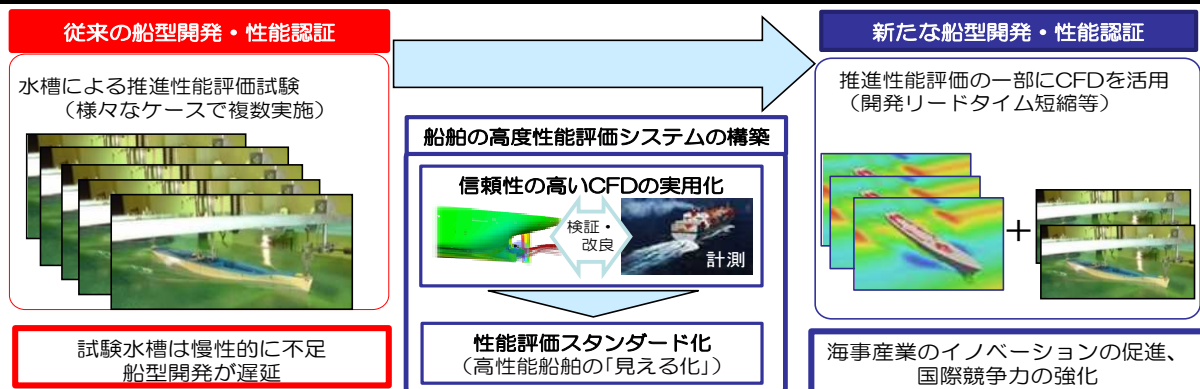 従来の船型開発・性能認証
水槽による推進性能評価試験
（様々なケースで複数実施）
試験水槽は慢性的に不足
船型開発が遅延
船舶の高度性能評価システムの構築
信頼性の高いCFDの実用化
検証・
改良
計測
性能評価スタンダード化
（高性能船舶の「見える化」）
新たな船型開発・性能認証
推進性能評価の一部にCFDを活用
（開発リードタイム短縮等）
＋
海事産業のイノベーションの促進、
国際競争力の強化